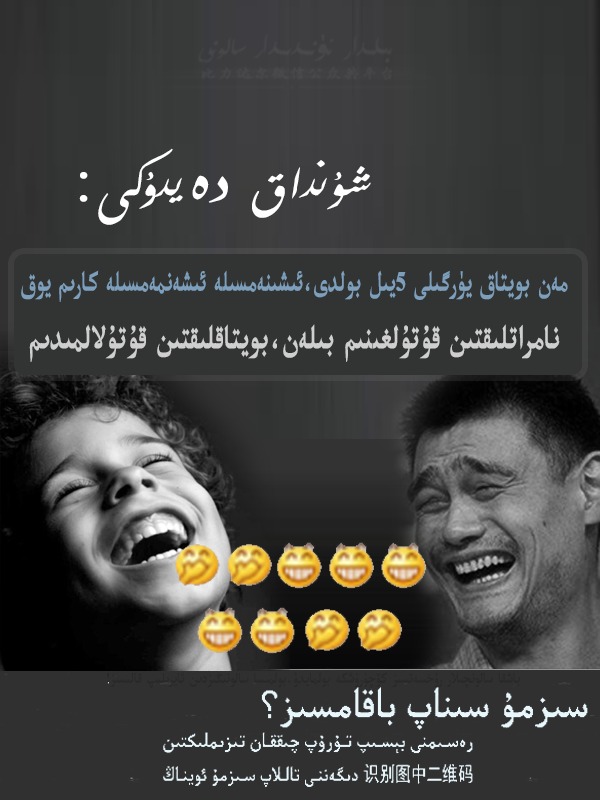 شۇنداق دەيدۇكى:
مەن بويتاق يۈرگىلى 5يىل بولدى،ئىشىنەمسىلە ئىشەنمەمسىلە كارىم يوق
نامراتلىقتىن قۇتۇلغىنىم بىلەن،بويتاقلىقتىن قۇتۇلالمىدىم
سىزمۇ سىناپ باقامسىز؟
رەسىمنى بېسىپ تۇرۇپ چىققان تىزىملىكتىن
识别图中二维码 دىگەننى تاللاپ سىزمۇ ئويناڭ